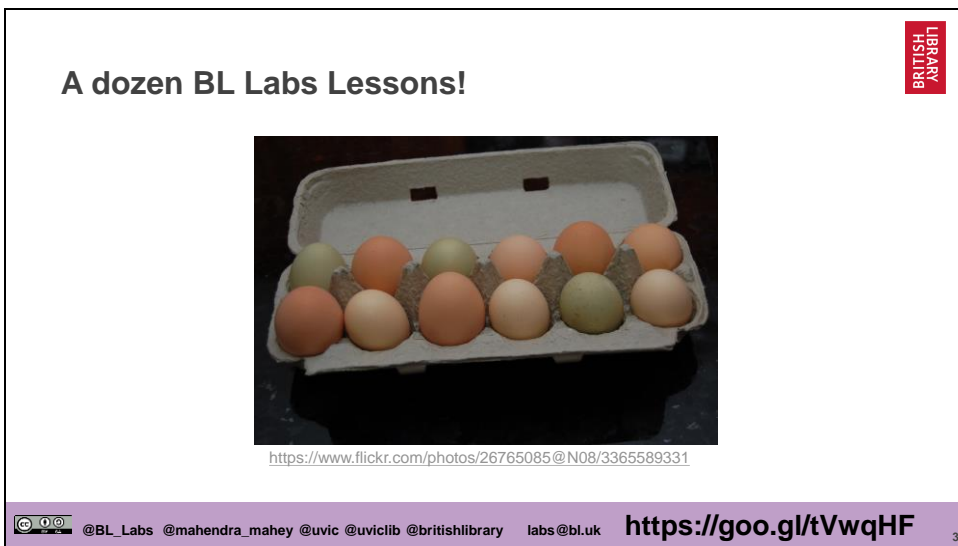 A dozen BL Labs Lessons!
LIBRARY
BRITISH
https://www.flickr.com/photos/26765085@N08/3365589331
@BL_Labs @mahendra_mahey @uvic @uviclib @britishlibrary labs@bl.uk https://goo.gl/tVwqHF